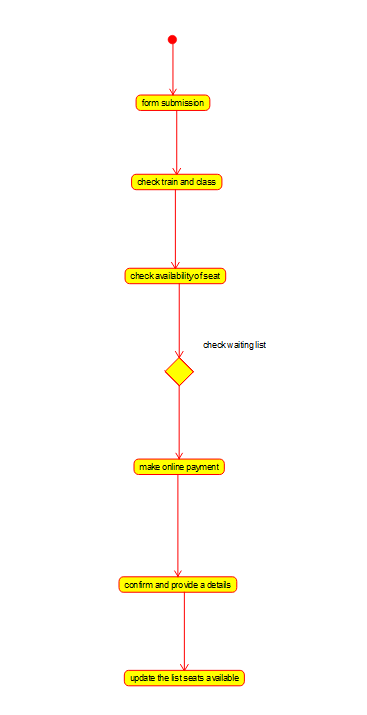 form submission
check train and class
check availability of seat
check waiting list
make online payment
confirm and provide a details
update the list seats available